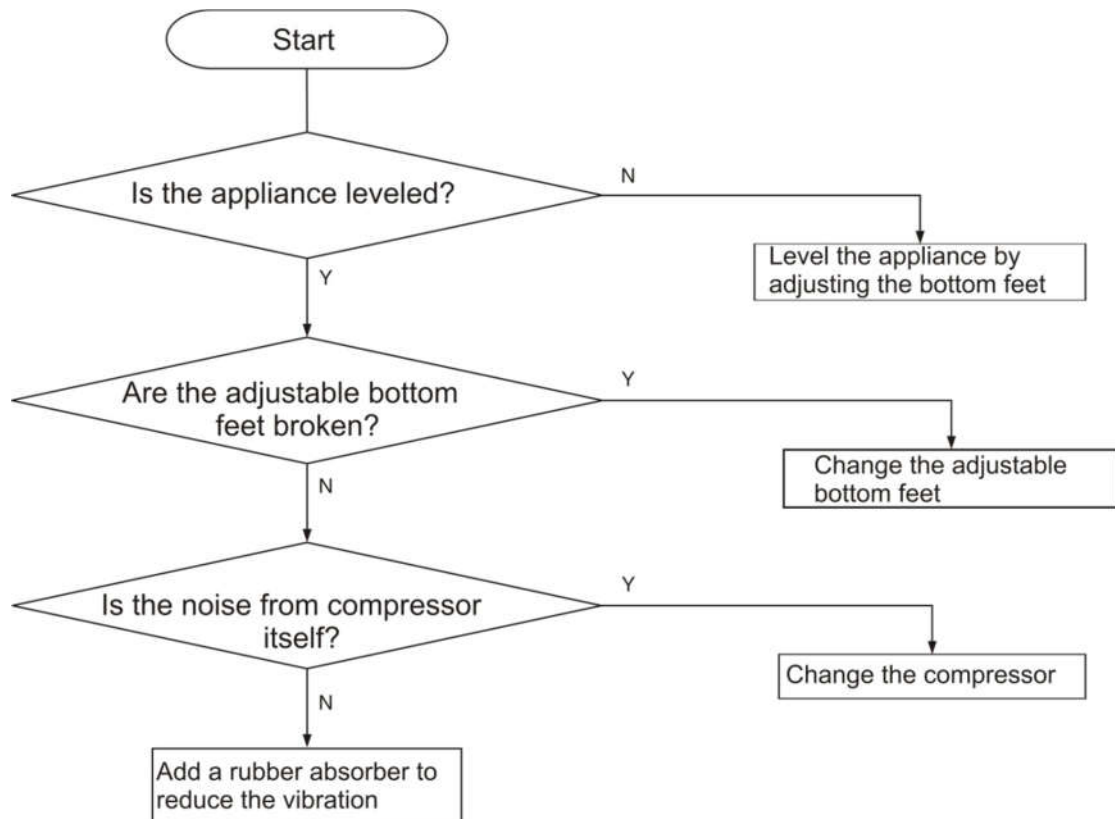 Start
Is the appliance leveled?
N
Level the appliance by
adjusting the bottom feet
Y
Are the adjustable bottom
feet broken?
Y
Change the adjustable
bottom feet
N
Is the noise from compressor
itself?
Y
Change the compressor
N
Add a rubber absorber to
reduce the vibration